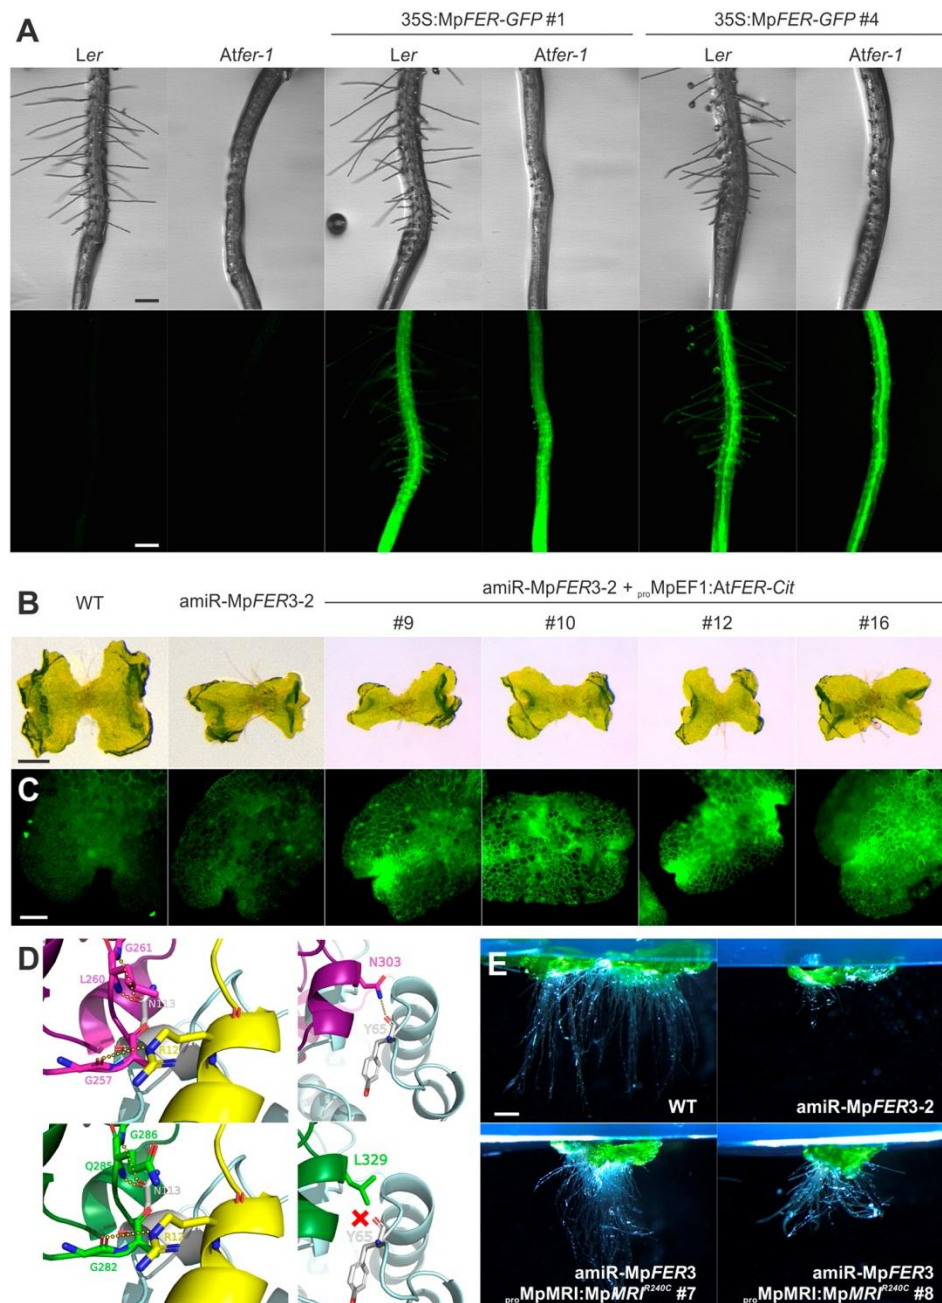 A
35S:MpFER-GFP #1
35S:MpFER-GFP #4
Ler
Atfer-1
Ler
Atfer-1
Ler
Atfer-1
B
WT
amiR-MpFER3-2
amiR-MpFER3-2 + proMpEF1:AtFER-Cit
#9
#10
#12
#16
C
D
G261
L260
N113
R12
G257
N303
Y65
G286
Q285
N113
R12
G282
L329
Y65
E
WT
amiR-MpFER3-2
amiR-MpFER3
proMpMRI:MpMRIR240C #7
amiR-MpFER3
proMpMRI:MpMRIR240C #8